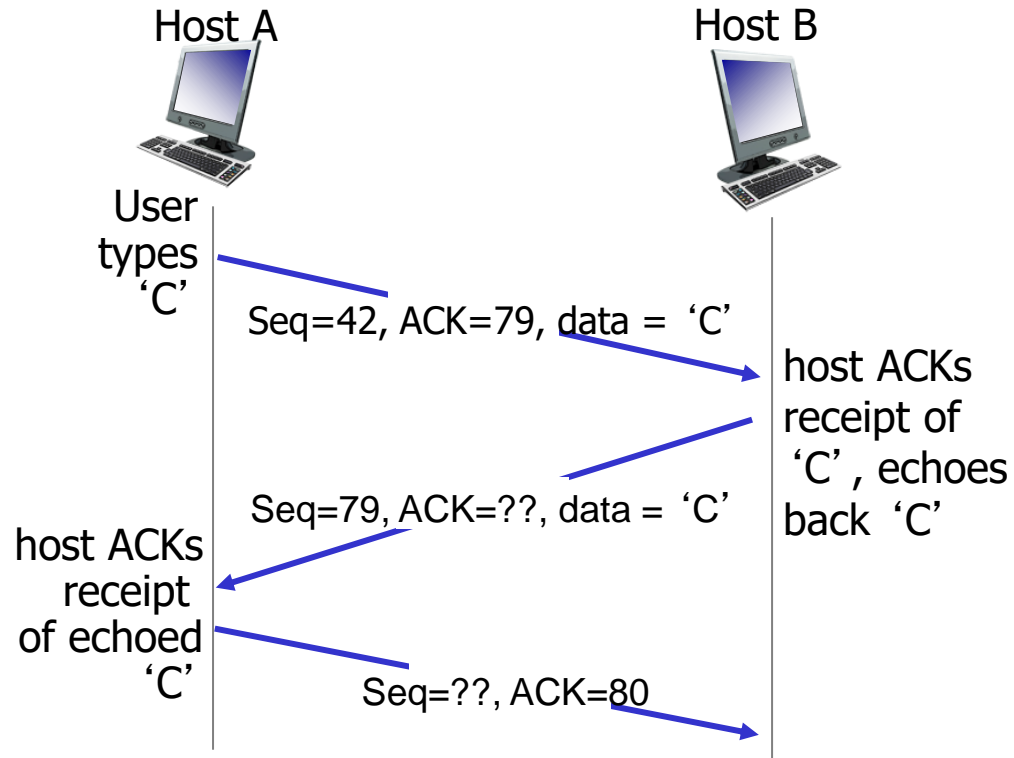 Host A
Host B
User
types
‘C’
Seq=42, ACK=79, data = ‘C’
host ACKs
receipt of
‘C’, echoes
back ‘C’
Seq=79, ACK=??, data = ‘C’
host ACKs
receipt
of echoed
‘C’
Seq=??, ACK=80